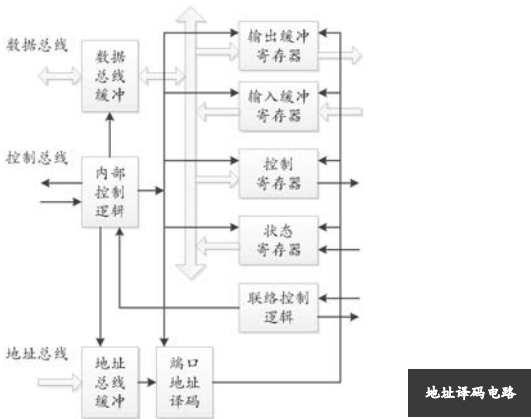 数据总线
数据
总线
缓冲
输出缓冲
寄存器
输入缓冲
寄存器
控制总线
内部
控制
逻辑
控制
寄存器
状态
寄存器
联络控制
逻辑
地址总线
地址
总线
缓冲
端口
地址
译码
地址译码电路